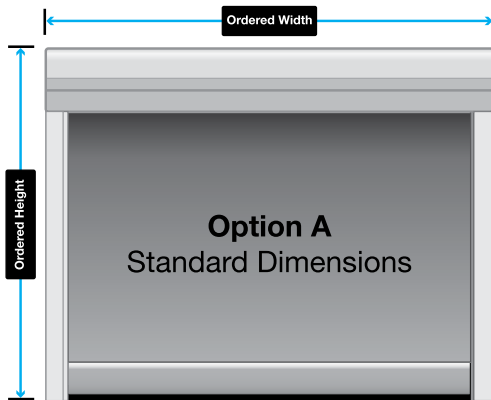 Ordered Width
Ordered Height
Option A
Standard Dimensions